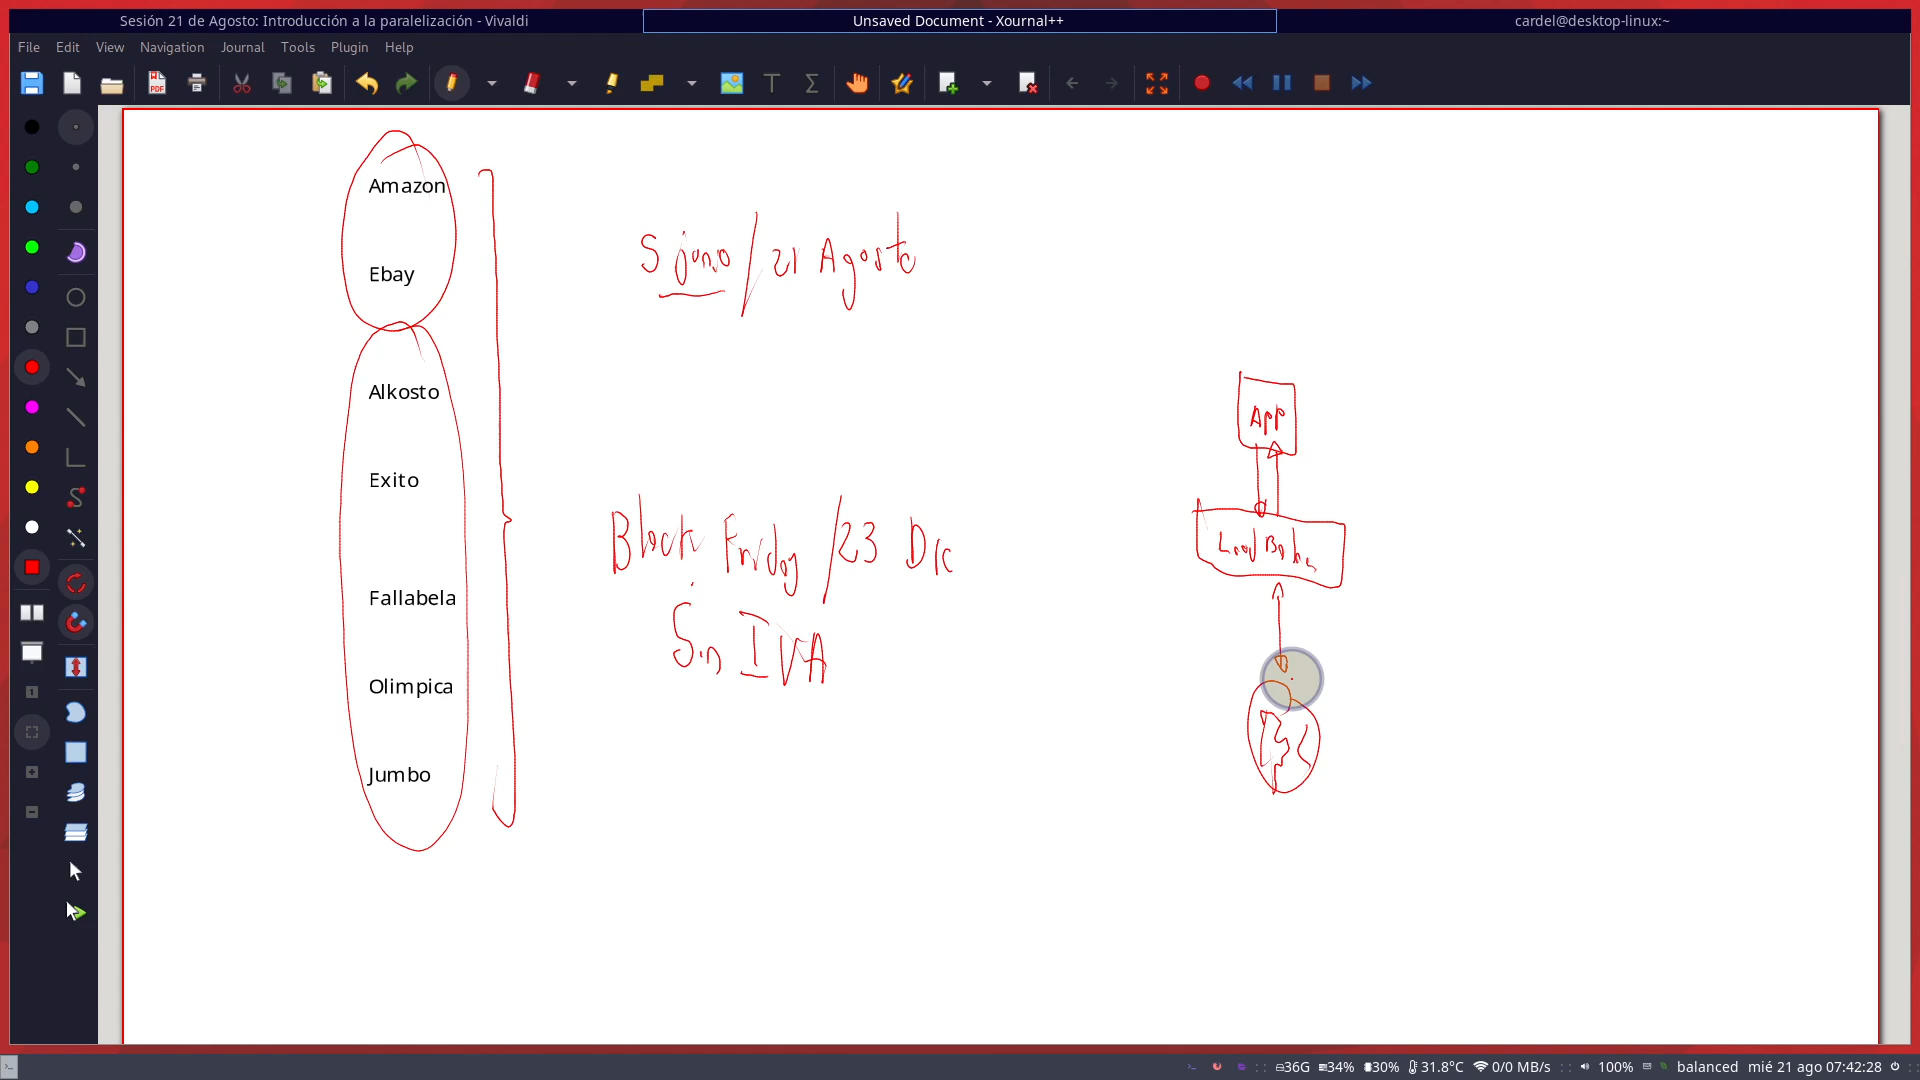 Sesión 21 de Agosto: Introducción a la paralelización - Vivaldi
Unsaved Document - Xournal++
cardel@desktop-linux:~
File Edit View Navigation Journal Tools Plugin Help
Amazon
Ebay
Alkosto
Exito
Fallabela
Olimpica
Jumbo
5 junio / 21 Agosto
Black Friday / 23 Dic
Sin IVA
App
Load
36G 34% 30% 31.8°C 0/0 MB/s 100% balanced mié 21 ago 07:42:28